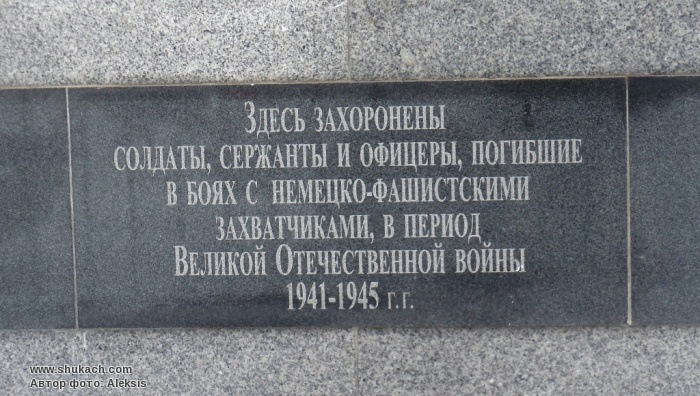 Здесь захоронены
солдаты, сержанты и офицеры, погибшие
в боях с немецко-фашистскими
захватчиками, в период
Великой Отечественной войны
1941-1945 г.г.
www.shukach.com
Автор фото: Aleksis